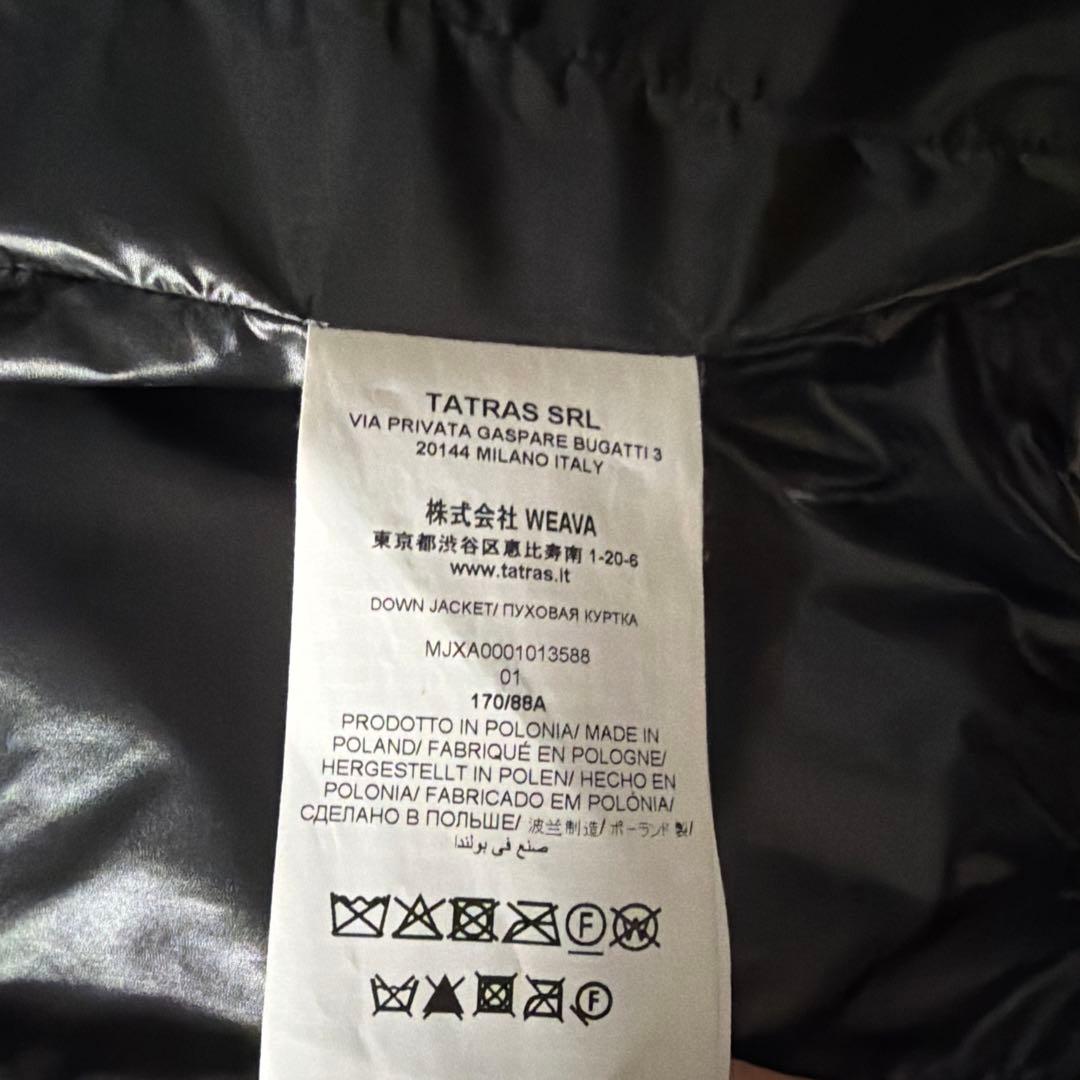 TATRAS SRL
VIA PRIVATA GASPARE BUGATTI 3
20144 MILANO ITALY
株式会社 WEAVA
東京都渋谷区恵比寿南 1-20-6
www.tatras.it
DOWN JACKET/ ПУХОВАЯ КУРТКА
MJXA0001013588
01
170/88A
PRODOTTO IN POLONIA/ MADE IN
POLAND/ FABRIQUÉ EN POLOGNE/
HERGESTELLT IN POLEN/ HECHO EN
POLONIA/ FABRICADO EM POLÓNIA/
СДЕЛАНО В ПОЛЬШЕ/ 波兰制造/ ポーランド製/
صنع في بولندا
F W
F